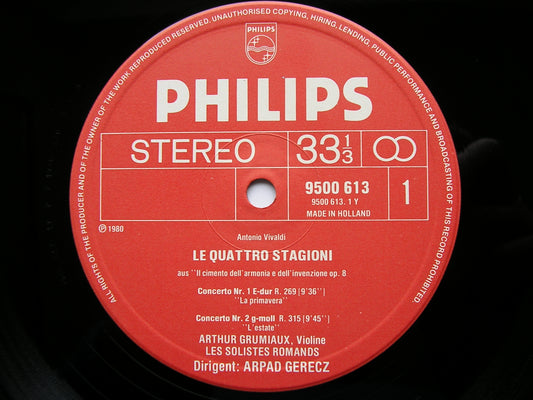 ALL RIGHTS OF THE PRODUCER AND OF THE OWNER OF THE WORK REPRODUCED RESERVED. UNAUTHORISED COPYING, HIRING, LENDING, PUBLIC PERFORMANCE AND BROADCASTING OF THIS RECORD PROHIBITED.
PHILIPS
PHILIPS
STEREO 33 1/3
9500 613
9500 613. 1 Y
MADE IN HOLLAND
1
℗ 1980
Antonio Vivaldi
LE QUATTRO STAGIONI
aus "Il cimento dell'armonia e dell'invenzione op. 8
Concerto Nr. 1 E-dur R. 269 (9'36'')
"La primavera"
Concerto Nr. 2 g-moll R. 315 (9'45'')
"L'estate"
ARTHUR GRUMIAUX, Violine
LES SOLISTES ROMANDS
Dirigent: ARPAD GERECZ